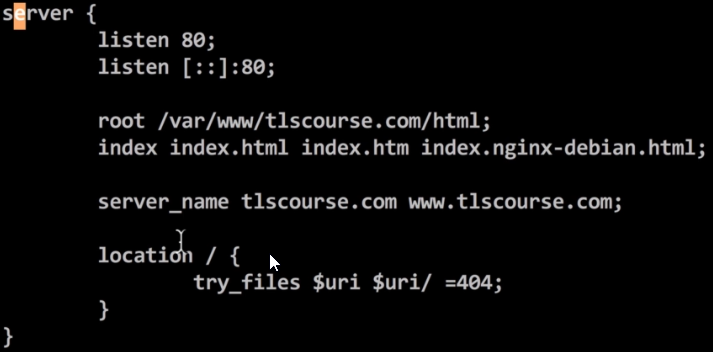 server {
listen 80;
listen [::]:80;
root /var/www/tlscourse.com/html;
index index.html index.htm index.nginx-debian.html;
server_name tlscourse.com www.tlscourse.com;
location / {
try_files $uri $uri/ =404;
}
}